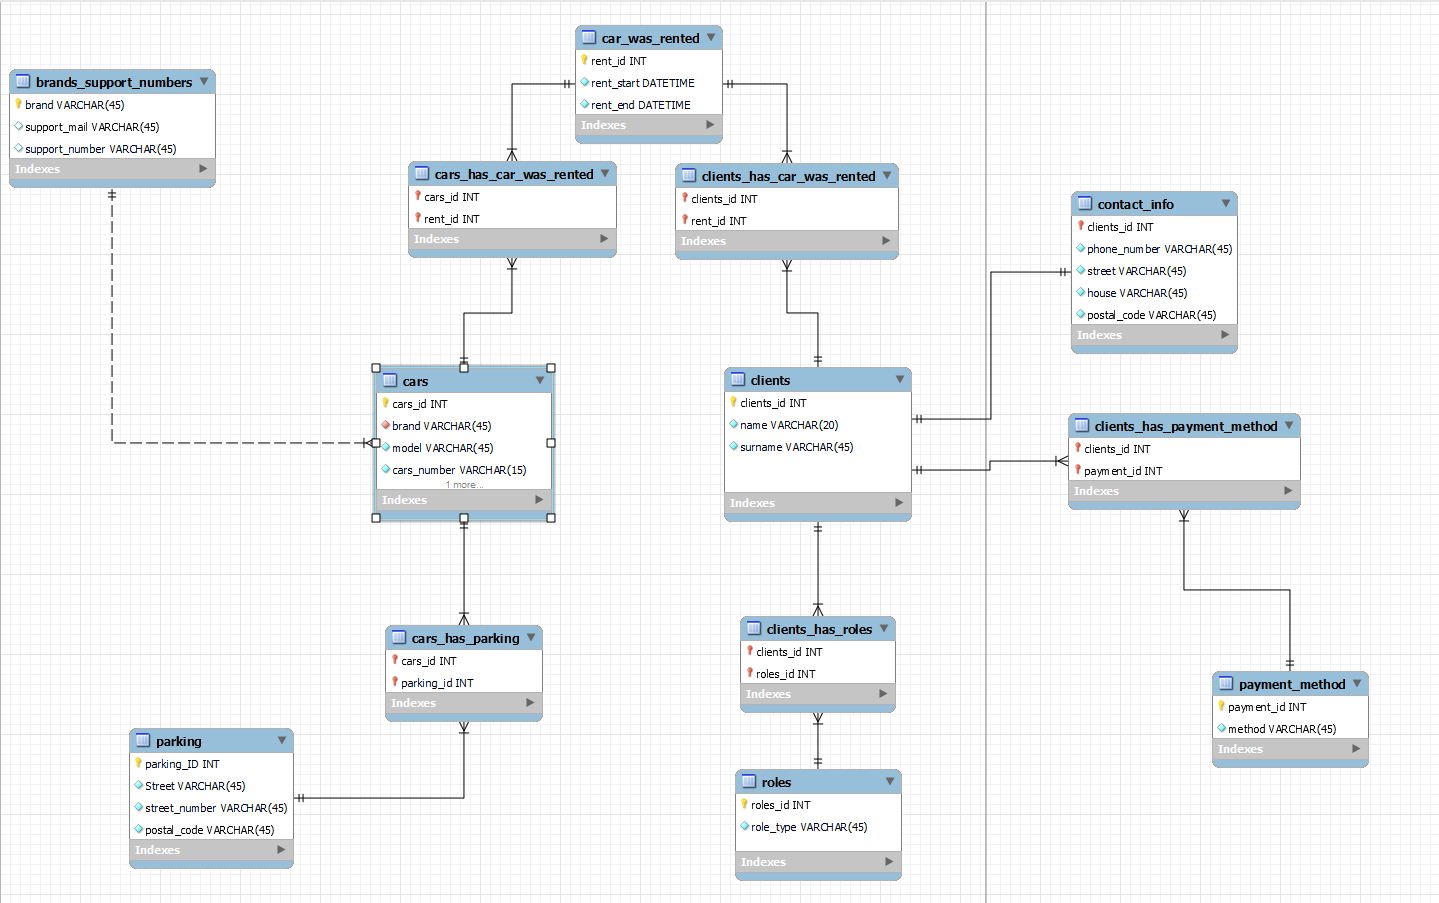 car_was_rented
rent_id INT
rent_start DATETIME
rent_end DATETIME
Indexes
brands_support_numbers
brand VARCHAR(45)
support_mail VARCHAR(45)
support_number VARCHAR(45)
Indexes
cars_has_car_was_rented
cars_id INT
rent_id INT
Indexes
clients_has_car_was_rented
clients_id INT
rent_id INT
Indexes
contact_info
clients_id INT
phone_number VARCHAR(45)
street VARCHAR(45)
house VARCHAR(45)
postal_code VARCHAR(45)
Indexes
cars
cars_id INT
brand VARCHAR(45)
model VARCHAR(45)
cars_number VARCHAR(15)
1 more...
Indexes
clients
clients_id INT
name VARCHAR(20)
surname VARCHAR(45)
Indexes
clients_has_payment_method
clients_id INT
payment_id INT
Indexes
cars_has_parking
cars_id INT
parking_id INT
Indexes
clients_has_roles
clients_id INT
roles_id INT
Indexes
payment_method
payment_id INT
method VARCHAR(45)
Indexes
parking
parking_ID INT
Street VARCHAR(45)
street_number VARCHAR(45)
postal_code VARCHAR(45)
Indexes
roles
roles_id INT
role_type VARCHAR(45)
Indexes